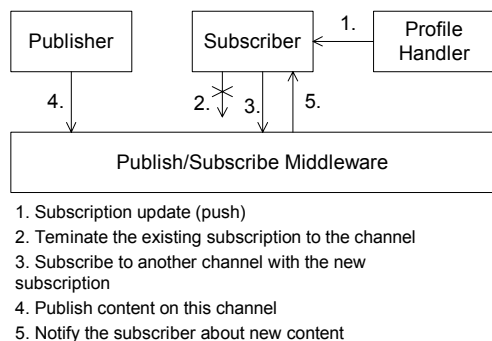 1.
Publisher
Subscriber
Profile
Handler
4.
2.
3.
5.
Publish/Subscribe Middleware
1. Subscription update (push)
2. Teminate the existing subscription to the channel
3. Subscribe to another channel with the new
subscription
4. Publish content on this channel
5. Notify the subscriber about new content